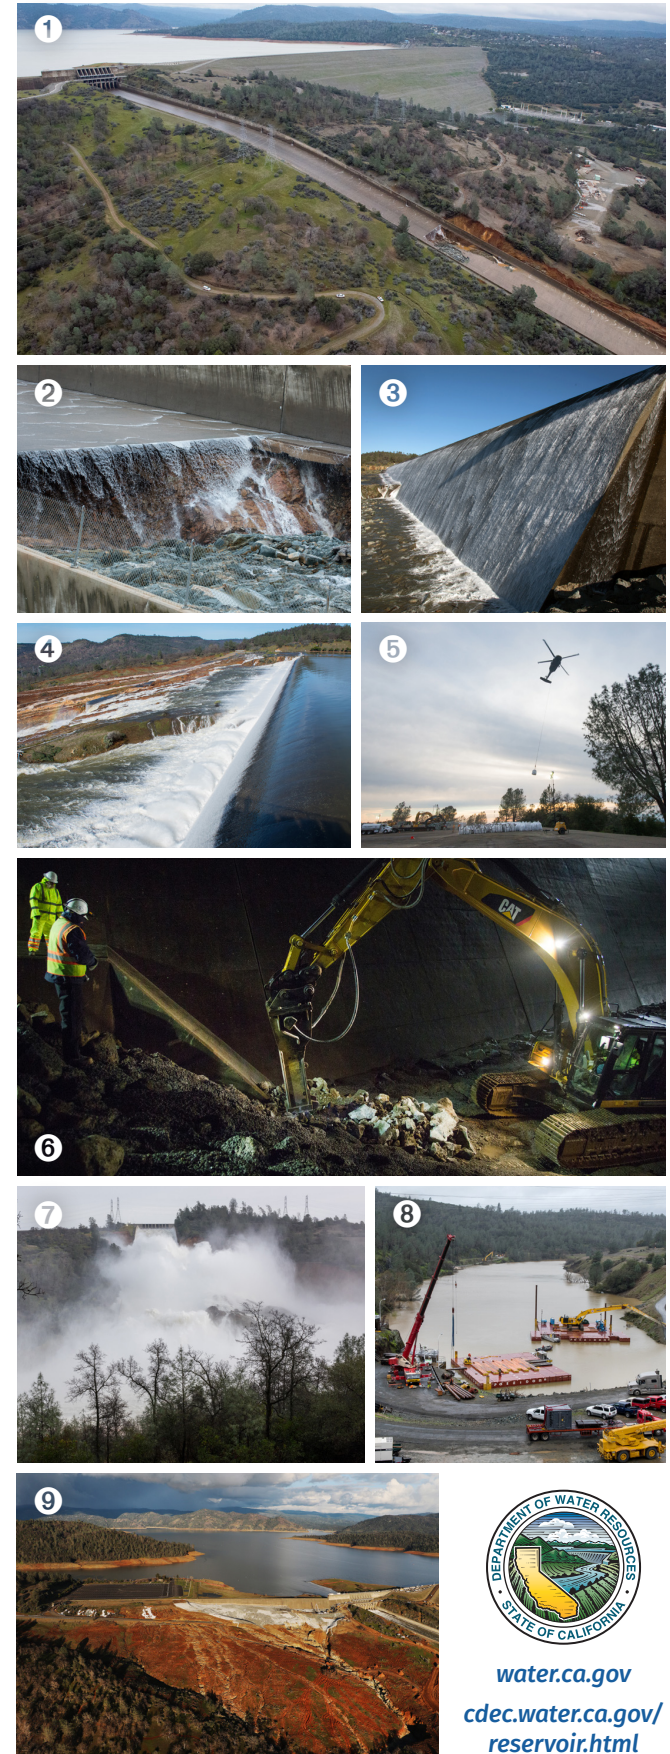 1
2
3
4
5
CAT
6
7
8
9
DEPARTMENT OF WATER RESOURCES
STATE OF CALIFORNIA
water.ca.gov
cdec.water.ca.gov/
reservoir.html